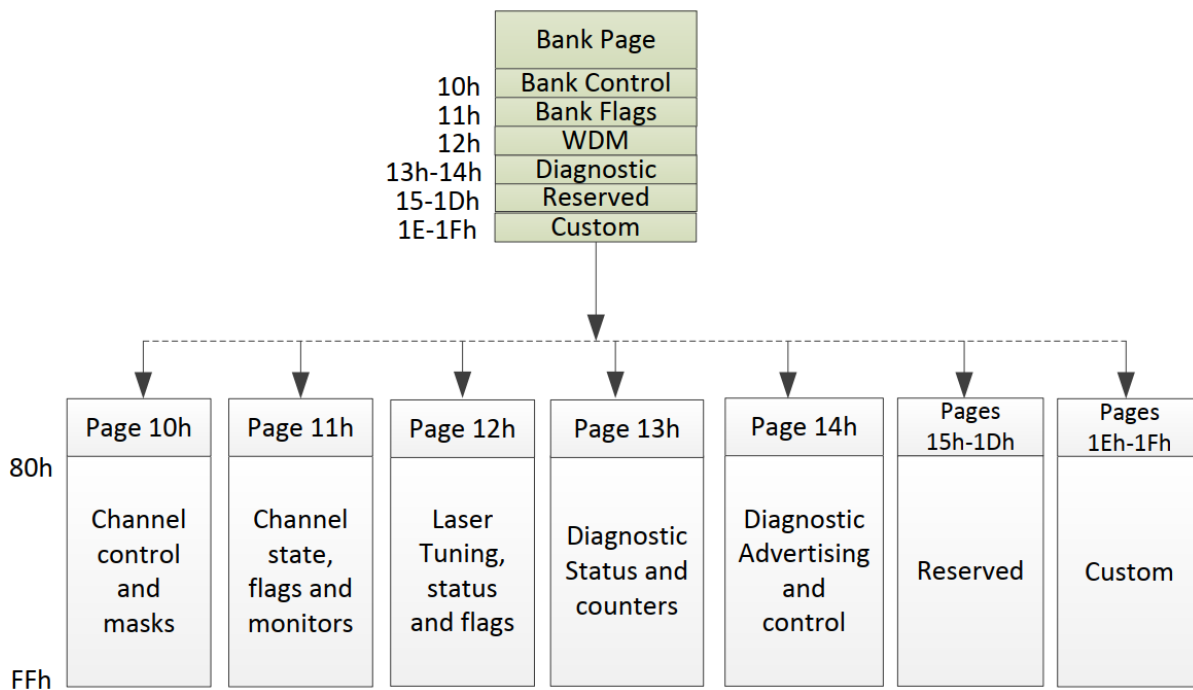 Bank Page
10h Bank Control
11h Bank Flags
12h WDM
13h-14h Diagnostic
15-1Dh Reserved
1E-1Fh Custom
Page 10h
Page 11h
Page 12h
Page 13h
Page 14h
Pages
15h-1Dh
Pages
1Eh-1Fh
80h
Channel
control
and
masks
Channel
state,
flags and
monitors
Laser
Tuning,
status
and flags
Diagnostic
Status and
counters
Diagnostic
Advertising
and
control
Reserved
Custom
FFh